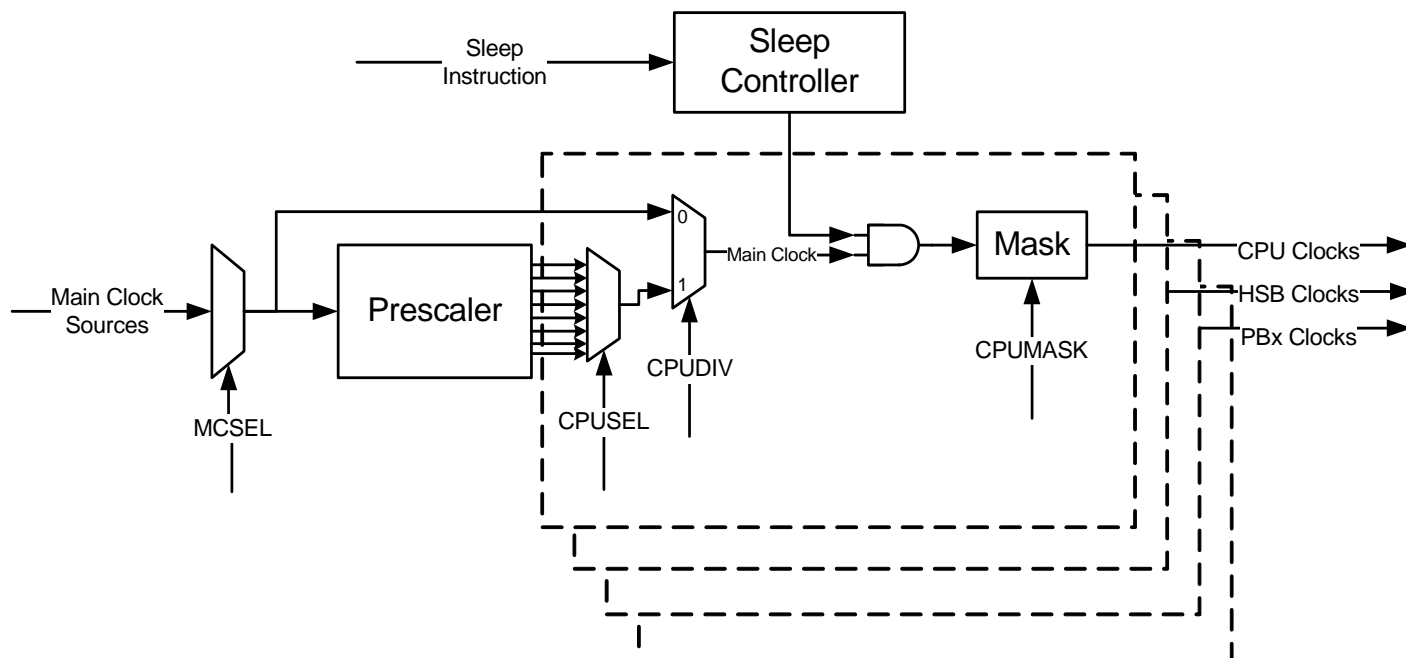 Sleep
Instruction
Sleep
Controller
0
Main Clock
Mask
CPU Clocks
1
Main Clock
Sources
Prescaler
HSB Clocks
PBx Clocks
CPUMASK
CPUDIV
CPUSEL
MCSEL